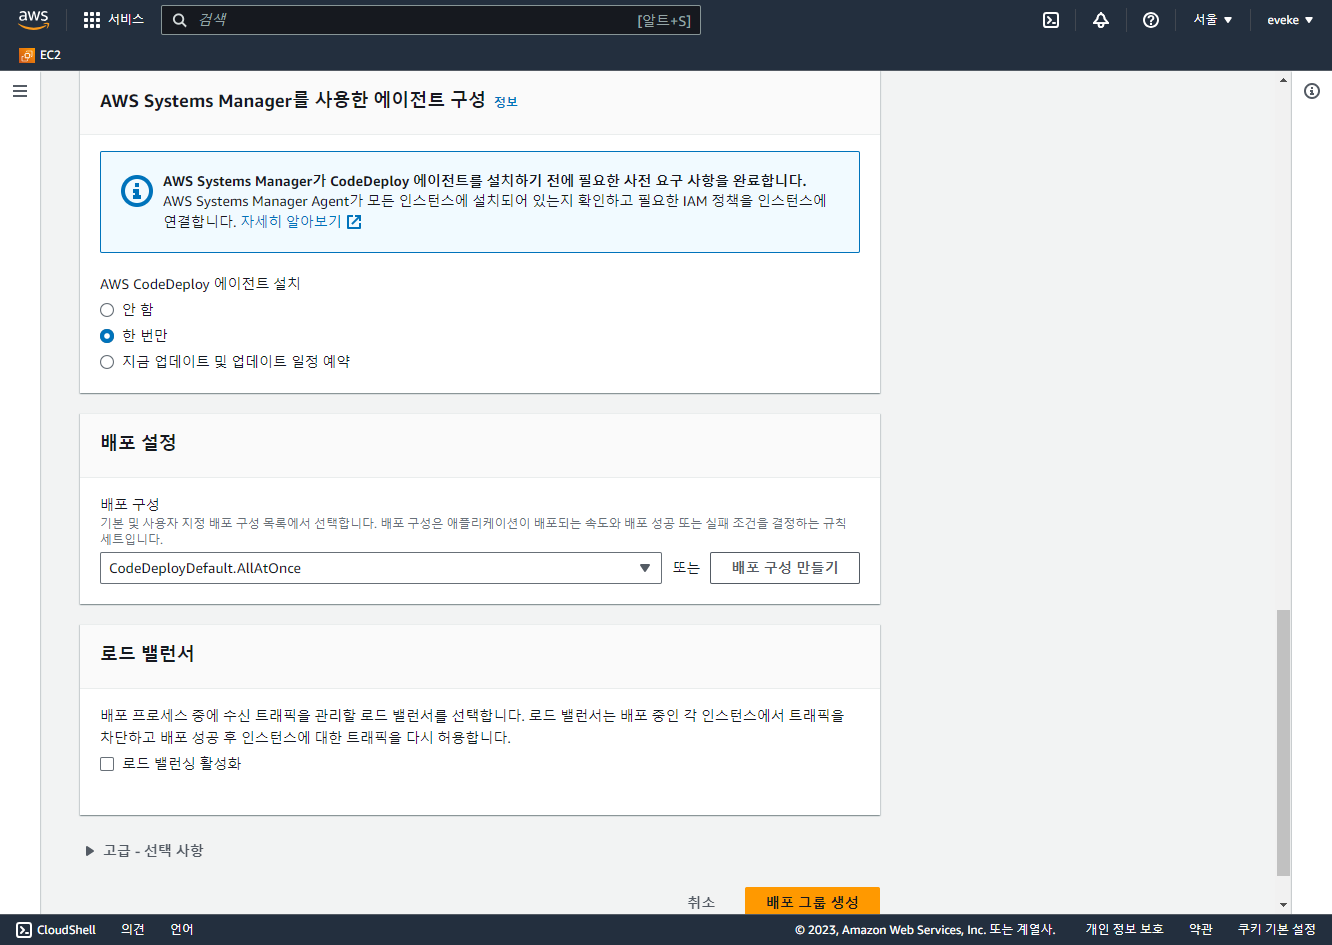 aws
서비스
검색
[알트+S]
서울
eveke
EC2
AWS Systems Manager를 사용한 에이전트 구성 정보
AWS Systems Manager가 CodeDeploy 에이전트를 설치하기 전에 필요한 사전 요구 사항을 완료합니다.
AWS Systems Manager Agent가 모든 인스턴스에 설치되어 있는지 확인하고 필요한 IAM 정책을 인스턴스에
연결합니다. 자세히 알아보기
AWS CodeDeploy 에이전트 설치
안 함
한 번만
지금 업데이트 및 업데이트 일정 예약
배포 설정
배포 구성
기본 및 사용자 지정 배포 구성 목록에서 선택합니다. 배포 구성은 애플리케이션이 배포되는 속도와 배포 성공 또는 실패 조건을 결정하는 규칙
세트입니다.
CodeDeployDefault.AllAtOnce
또는
배포 구성 만들기
로드 밸런서
배포 프로세스 중에 수신 트래픽을 관리할 로드 밸런서를 선택합니다. 로드 밸런서는 배포 중인 각 인스턴스에서 트래픽을
차단하고 배포 성공 후 인스턴스에 대한 트래픽을 다시 허용합니다.
로드 밸런싱 활성화
고급 - 선택 사항
취소
배포 그룹 생성
CloudShell
의견
언어
© 2023, Amazon Web Services, Inc. 또는 계열사.
개인 정보 보호
약관
쿠키 기본 설정